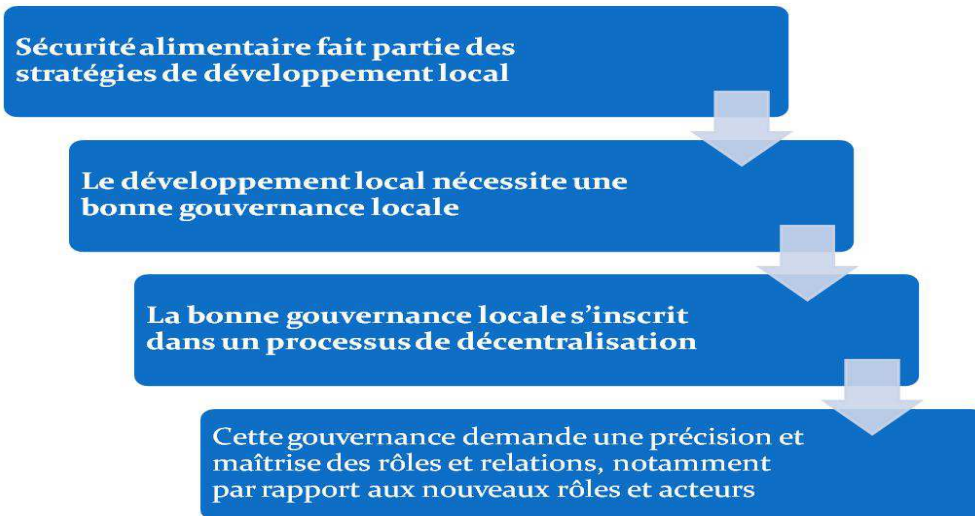 Sécurité alimentaire fait partie des
stratégies de développement local
Le développement local nécessite une
bonne gouvernance locale
La bonne gouvernance locale s’inscrit
dans un processus de décentralisation
Cette gouvernance demande une précision et
maîtrise des rôles et relations, notamment
par rapport aux nouveaux rôles et acteurs